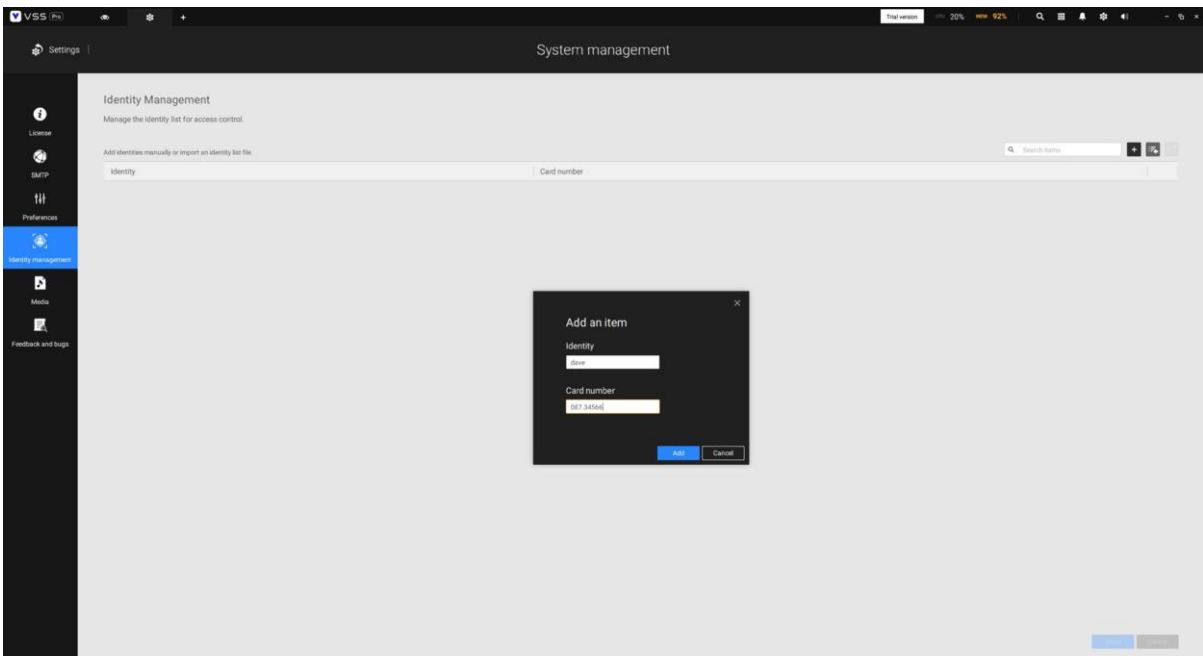 VSS Pro
Trial version
20%
92%
Settings
System management
Identity Management
Manage the identity list for access control.
Add identities manually or import an identity list file.
Search items
Identity
Card number
License
SMTP
Preferences
Identity management
Media
Feedback and bugs
Add an item
Identity
dave
Card number
087.34566
Add
Cancel